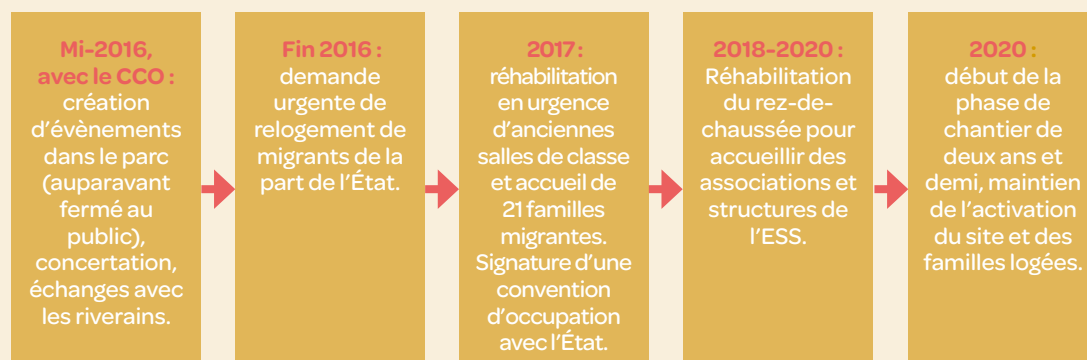 Mi-2016,
avec le CCO :
création
d’évènements
dans le parc
(auparavant
fermé au
public),
concertation,
échanges avec
les riverains.
Fin 2016 :
demande
urgente de
relogement de
migrants de la
part de l’État.
2017 :
réhabilitation
en urgence
d’anciennes
salles de classe
et accueil de
21 familles
migrantes.
Signature d’une
convention
d’occupation
avec l’État.
2018-2020 :
Réhabilitation
du rez-de-
chaussée pour
accueillir des
associations et
structures de
l’ESS.
2020 :
début de la
phase de
chantier de
deux ans et
demi, maintien
de l’activation
du site et des
familles logées.